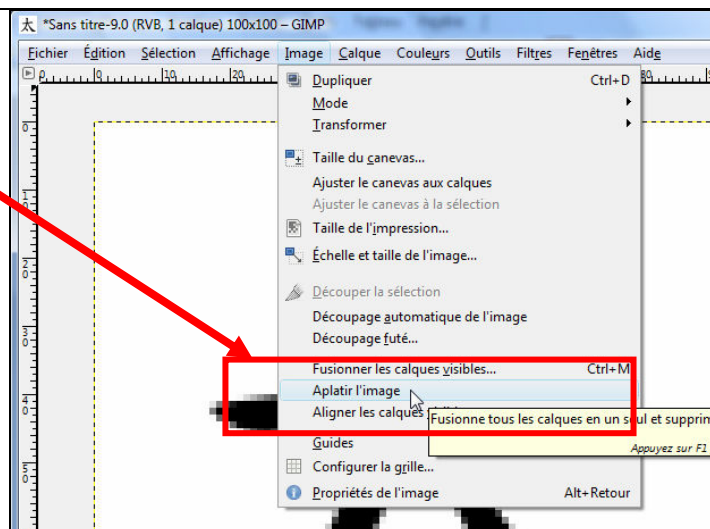 *Sans titre-9.0 (RVB, 1 calque) 100x100 – GIMP
Fichier Édition Sélection Affichage Image Calque Couleurs Outils Filtres Fenêtres Aide
0 10 20 80
Dupliquer Ctrl+D
Mode
Transformer
Taille du canevas...
Ajuster le canevas aux calques
Ajuster le canevas à la sélection
Taille de l'impression...
Échelle et taille de l'image...
Découper la sélection
Découpage automatique de l'image
Découpage futé...
Fusionner les calques visibles... Ctrl+M
Aplatir l'image
Aligner les calques
Fusionne tous les calques en un seul et supprim
Appuyez sur F1
Guides
Configurer la grille...
Propriétés de l'image Alt+Retour